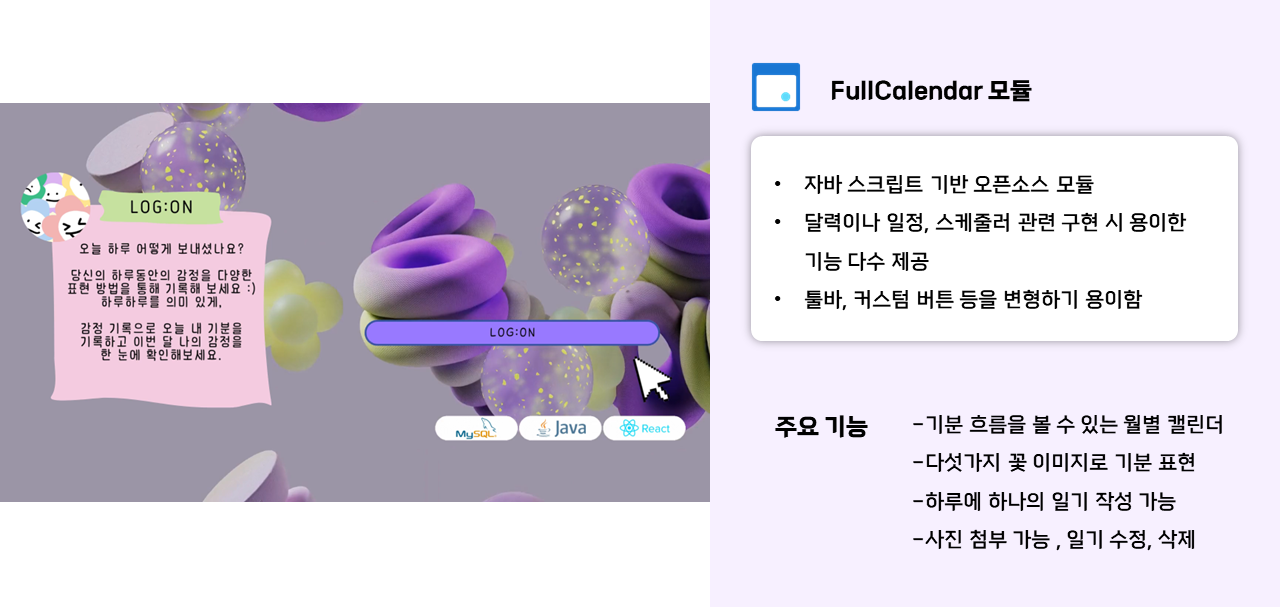 LOG:ON
오늘 하루 어떻게 보내셨나요?
당신의 하루동안의 감정을 다양한
표현 방법을 통해 기록해 보세요 :)
하루하루를 의미 있게,
감정 기록으로 오늘 내 기분을
기록하고 이번 달 나의 감정을
한 눈에 확인해보세요.
LOG:ON
MySQL
Java
React
FullCalendar 모듈
• 자바 스크립트 기반 오픈소스 모듈
• 달력이나 일정, 스케줄러 관련 구현 시 용이한
기능 다수 제공
• 툴바, 커스텀 버튼 등을 변형하기 용이함
주요 기능
-기분 흐름을 볼 수 있는 월별 캘린더
-다섯가지 꽃 이미지로 기분 표현
-하루에 하나의 일기 작성 가능
-사진 첨부 가능 , 일기 수정, 삭제